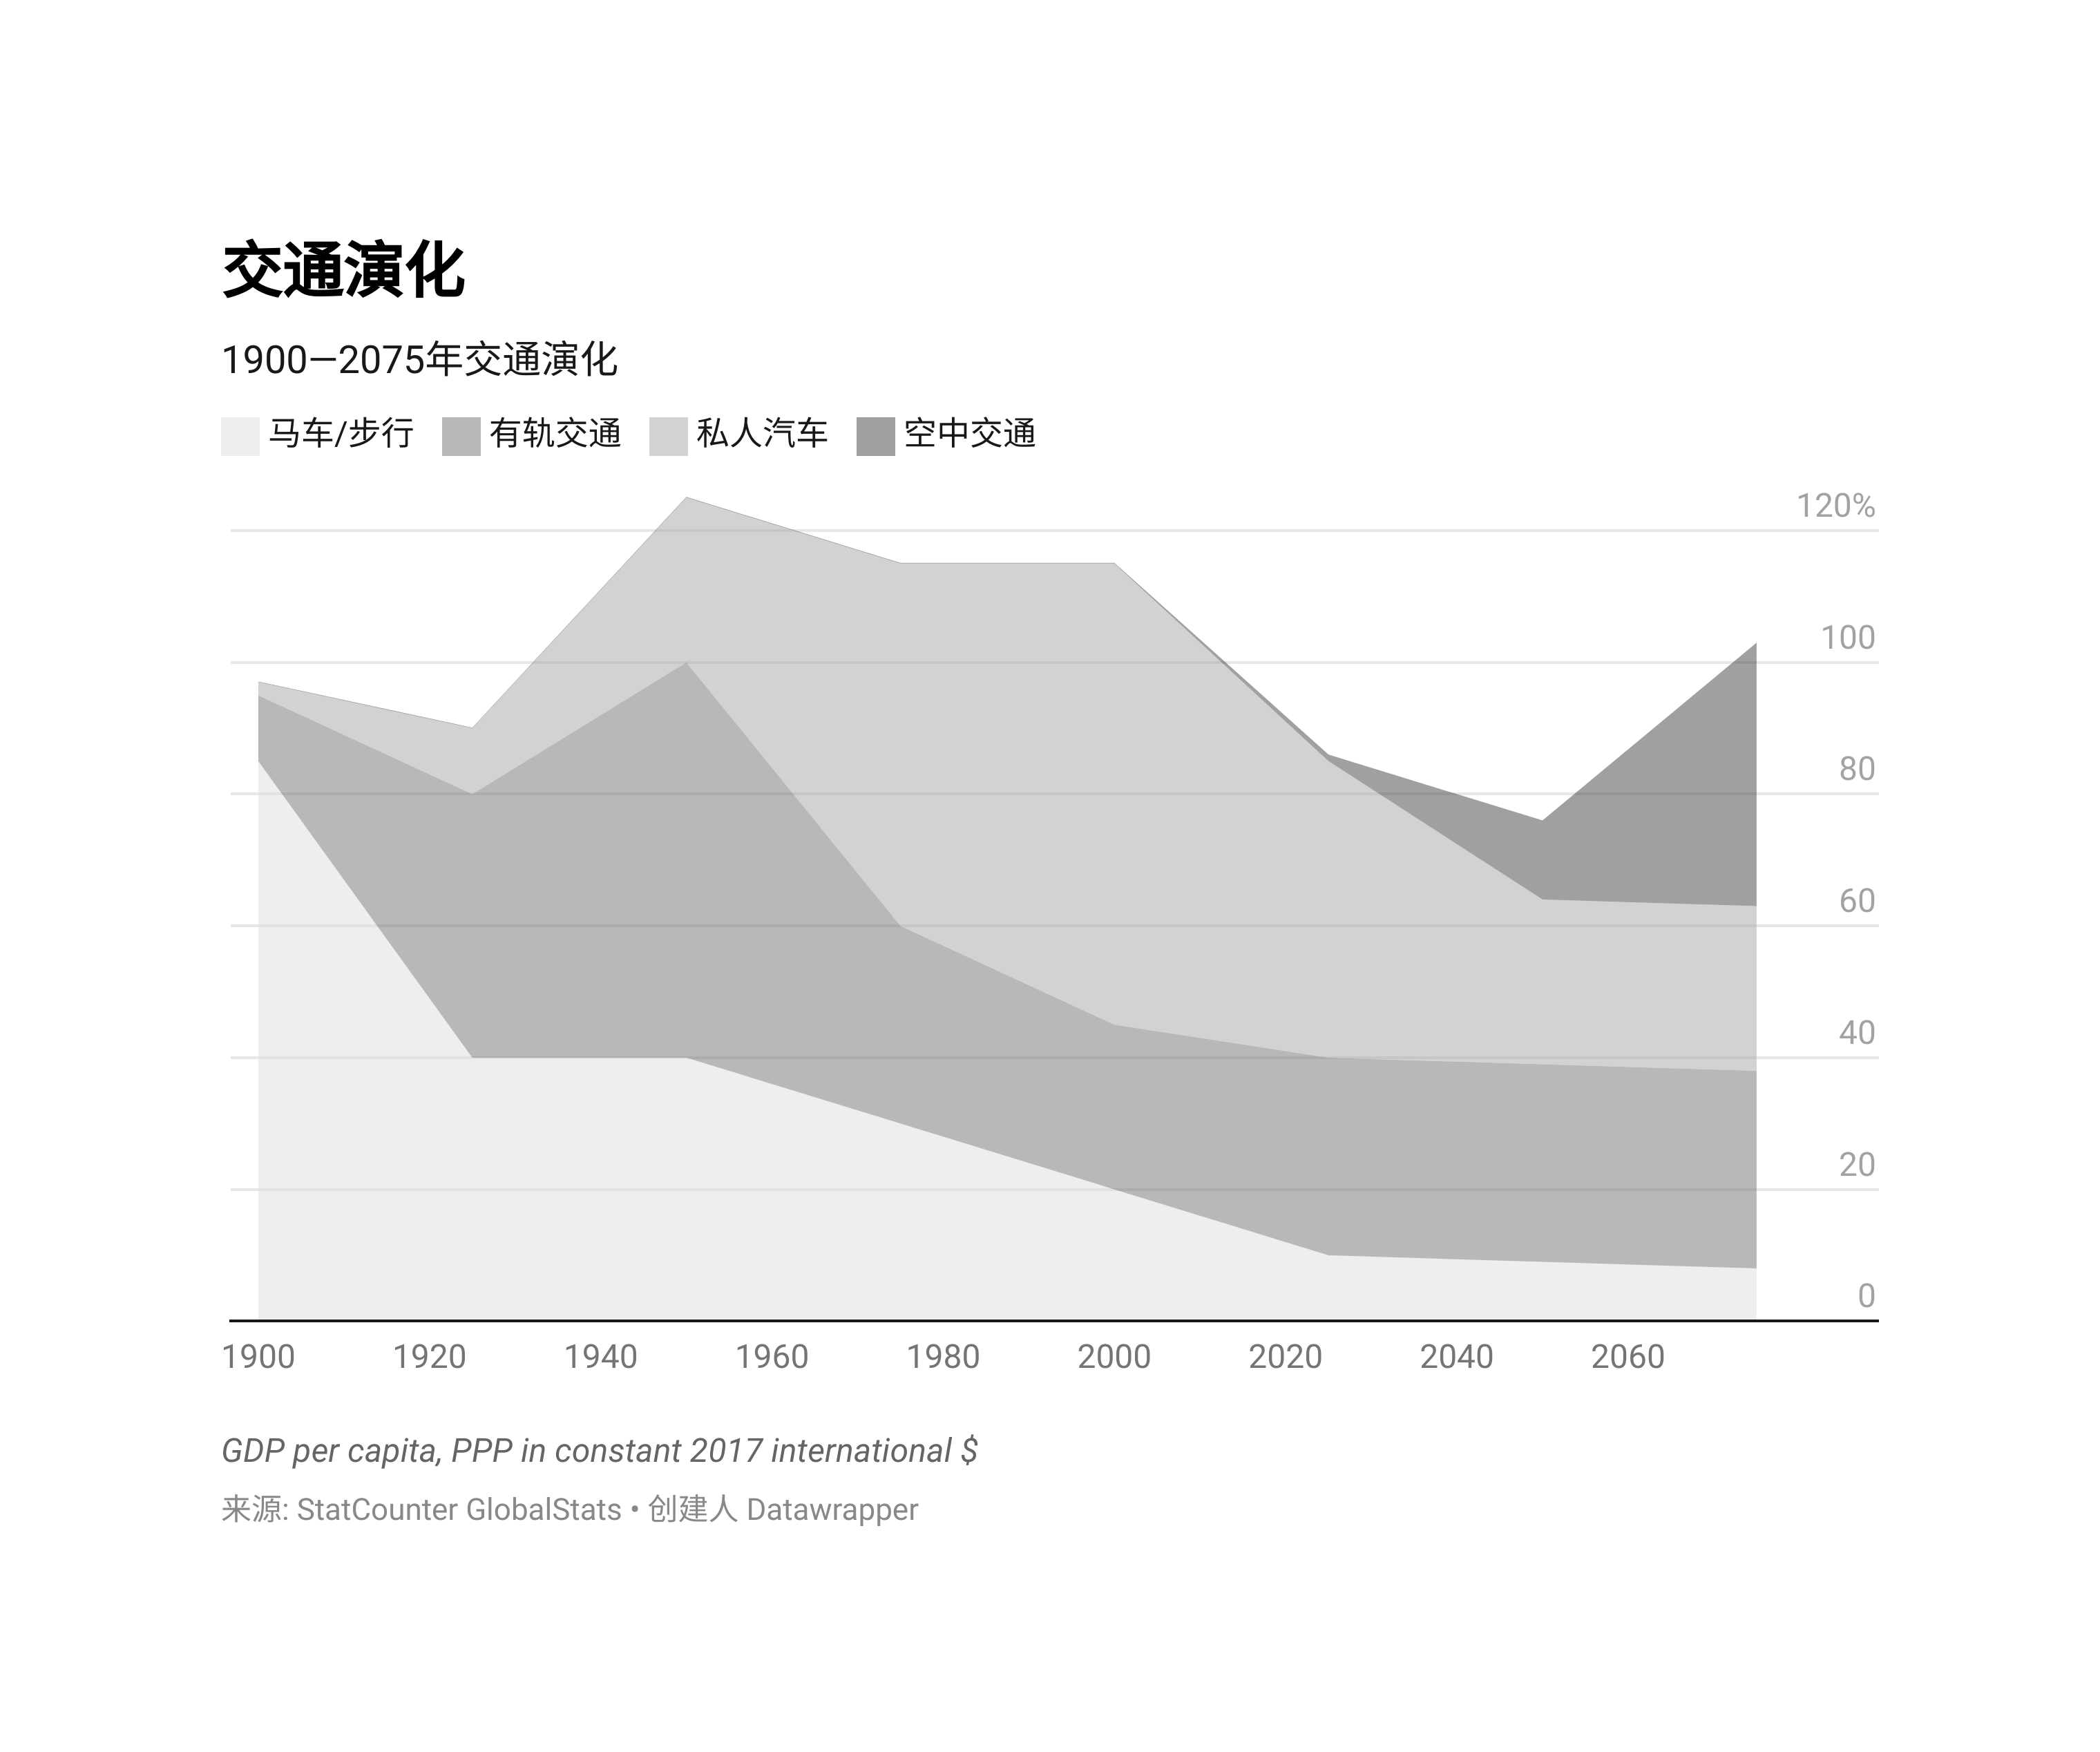 交通演化
1900—2075年交通演化
马车/步行 有轨交通 私人汽车 空中交通
120%
100
80
60
40
20
0
1900 1920 1940 1960 1980 2000 2020 2040 2060
GDP per capita, PPP in constant 2017 international $
来源: StatCounter GlobalStats • 创建人 Datawrapper